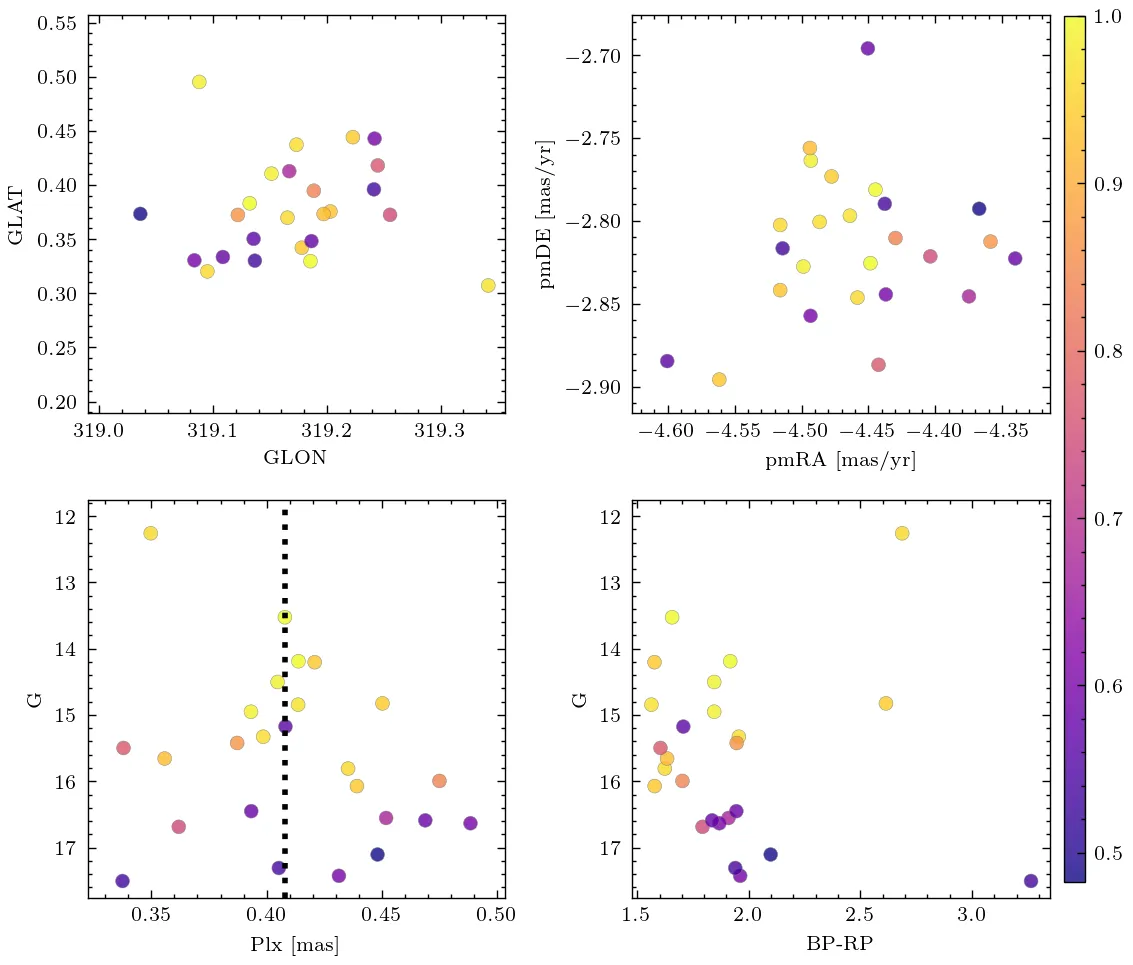 0.55
0.50
0.45
0.40
0.35
0.30
0.25
0.20
GLAT
319.0 319.1 319.2 319.3
GLON
−2.70
−2.75
−2.80
−2.85
−2.90
pmDE [mas/yr]
−4.60 −4.55 −4.50 −4.45 −4.40 −4.35
pmRA [mas/yr]
12
13
14
15
16
17
G
0.35 0.40 0.45 0.50
Plx [mas]
12
13
14
15
16
17
G
1.5 2.0 2.5 3.0
BP-RP
1.0
0.9
0.8
0.7
0.6
0.5